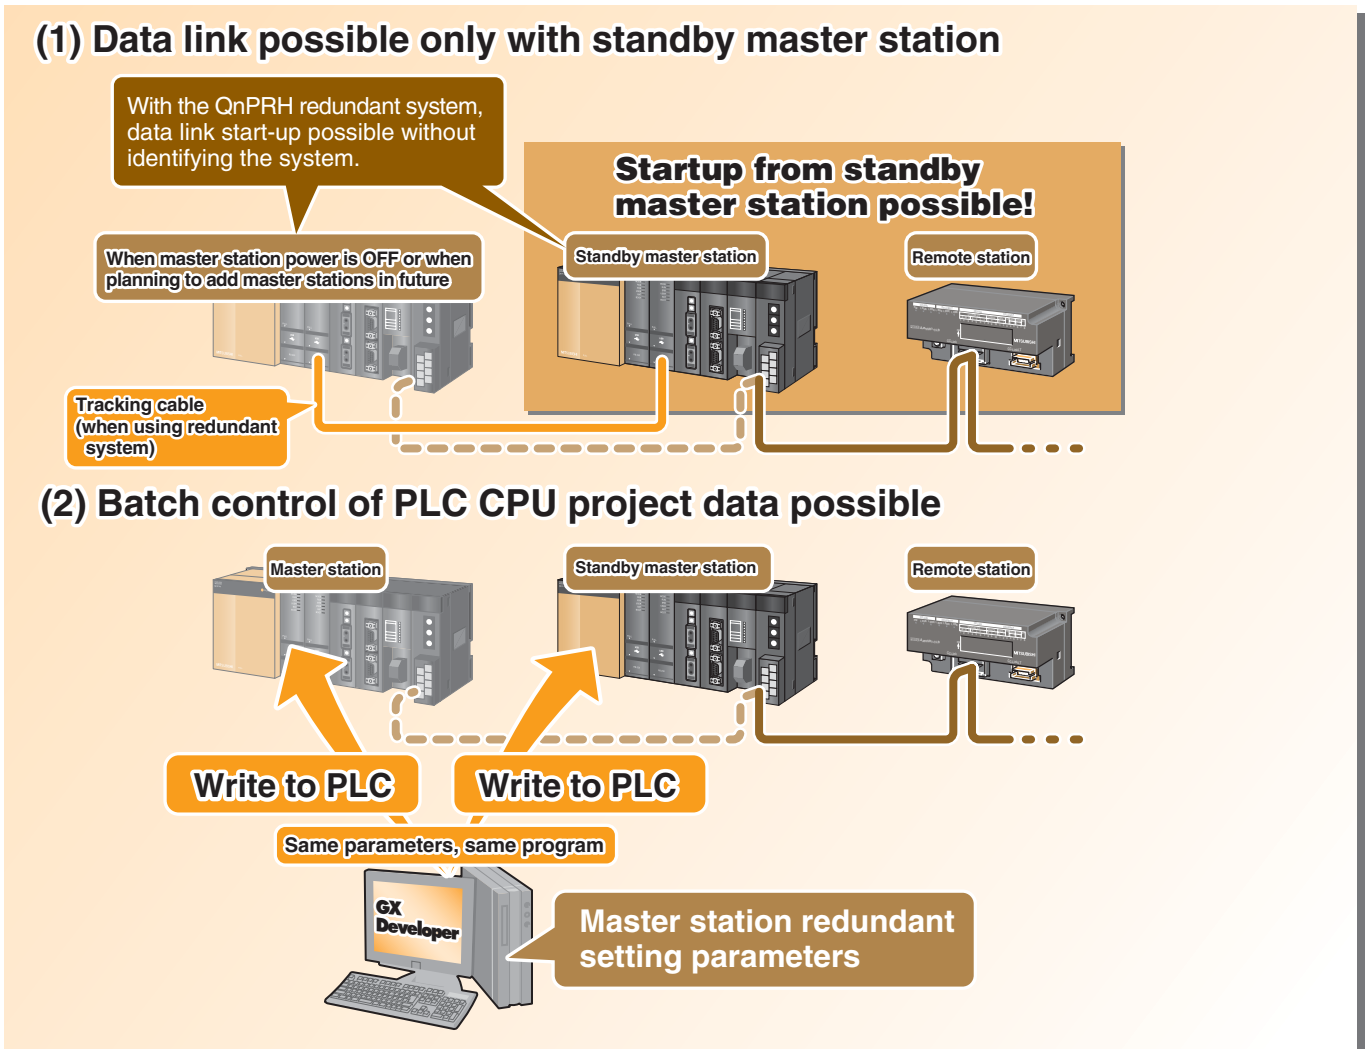 (1) Data link possible only with standby master station
With the QnPRH redundant system,
data link start-up possible without
identifying the system.
Startup from standby
master station possible!
When master station power is OFF or when
planning to add master stations in future
Standby master station
Remote station
MITSUBISHI
Tracking cable
(when using redundant
system)
(2) Batch control of PLC CPU project data possible
Master station
Standby master station
Remote station
MITSUBISHI
Write to PLC
Write to PLC
Same parameters, same program
GX
Developer
Master station redundant
setting parameters